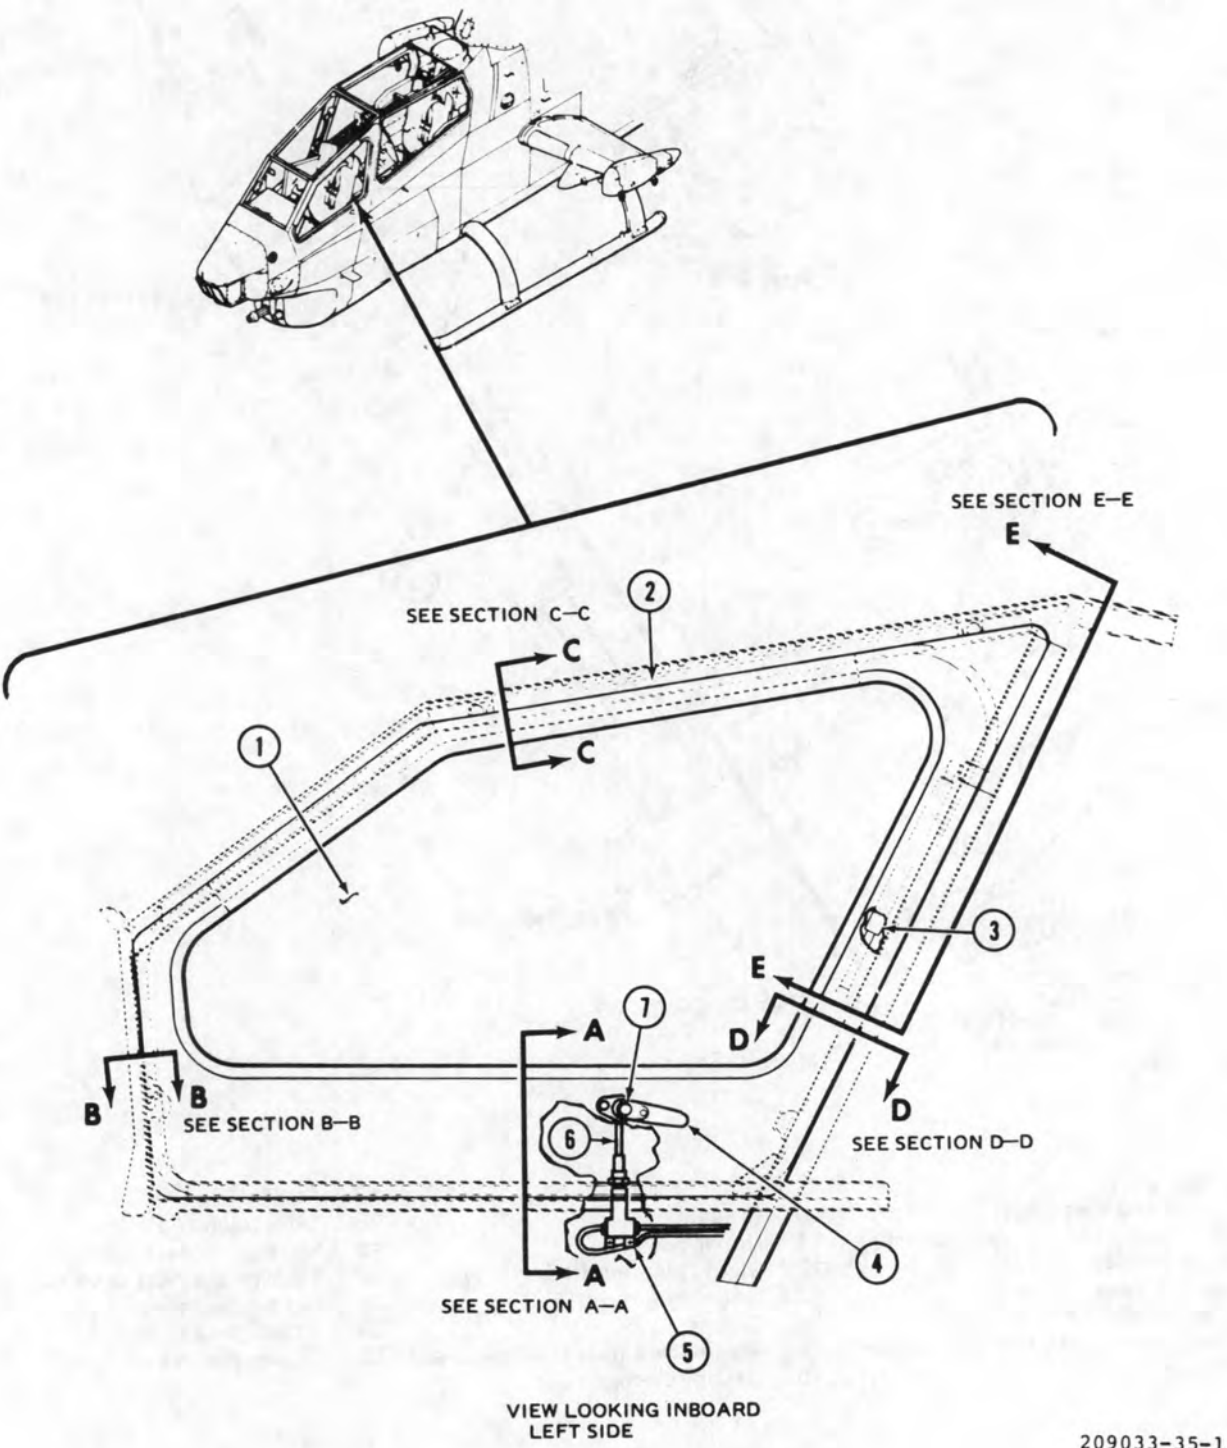 SEE SECTION E—E
E
2
SEE SECTION C—C
C
C
1
3
E
7
A
D
B
B
D
SEE SECTION B—B
6
SEE SECTION D—D
4
A
SEE SECTION A—A
5
VIEW LOOKING INBOARD
LEFT SIDE
209033-35-1